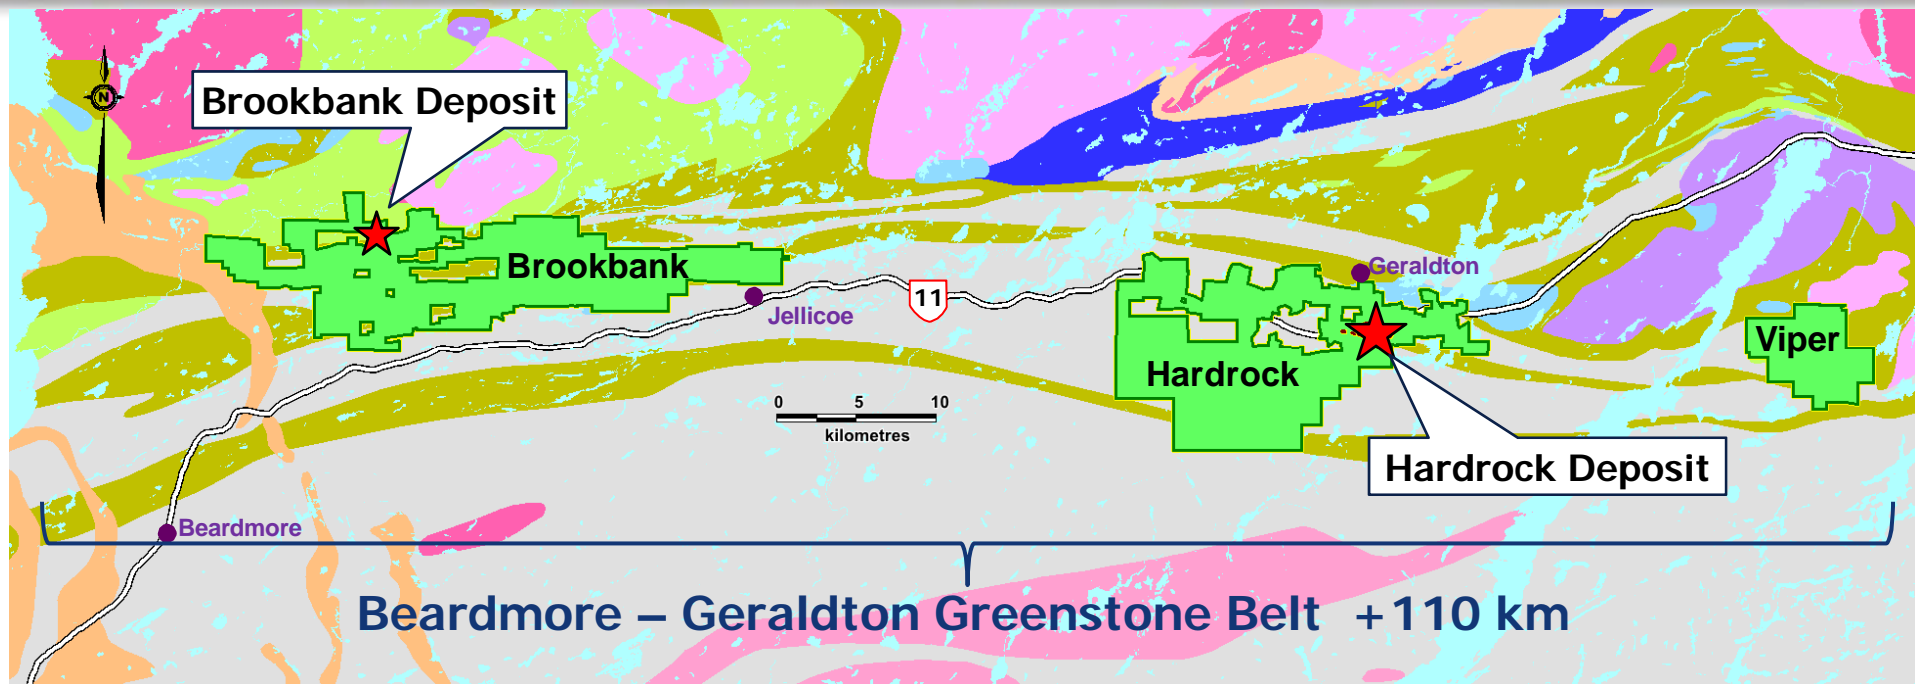 N
Brookbank Deposit
Brookbank
Geraldton
11
Jellicoe
Viper
Hardrock
0 5 10
kilometres
Hardrock Deposit
Beardmore
Beardmore – Geraldton Greenstone Belt +110 km